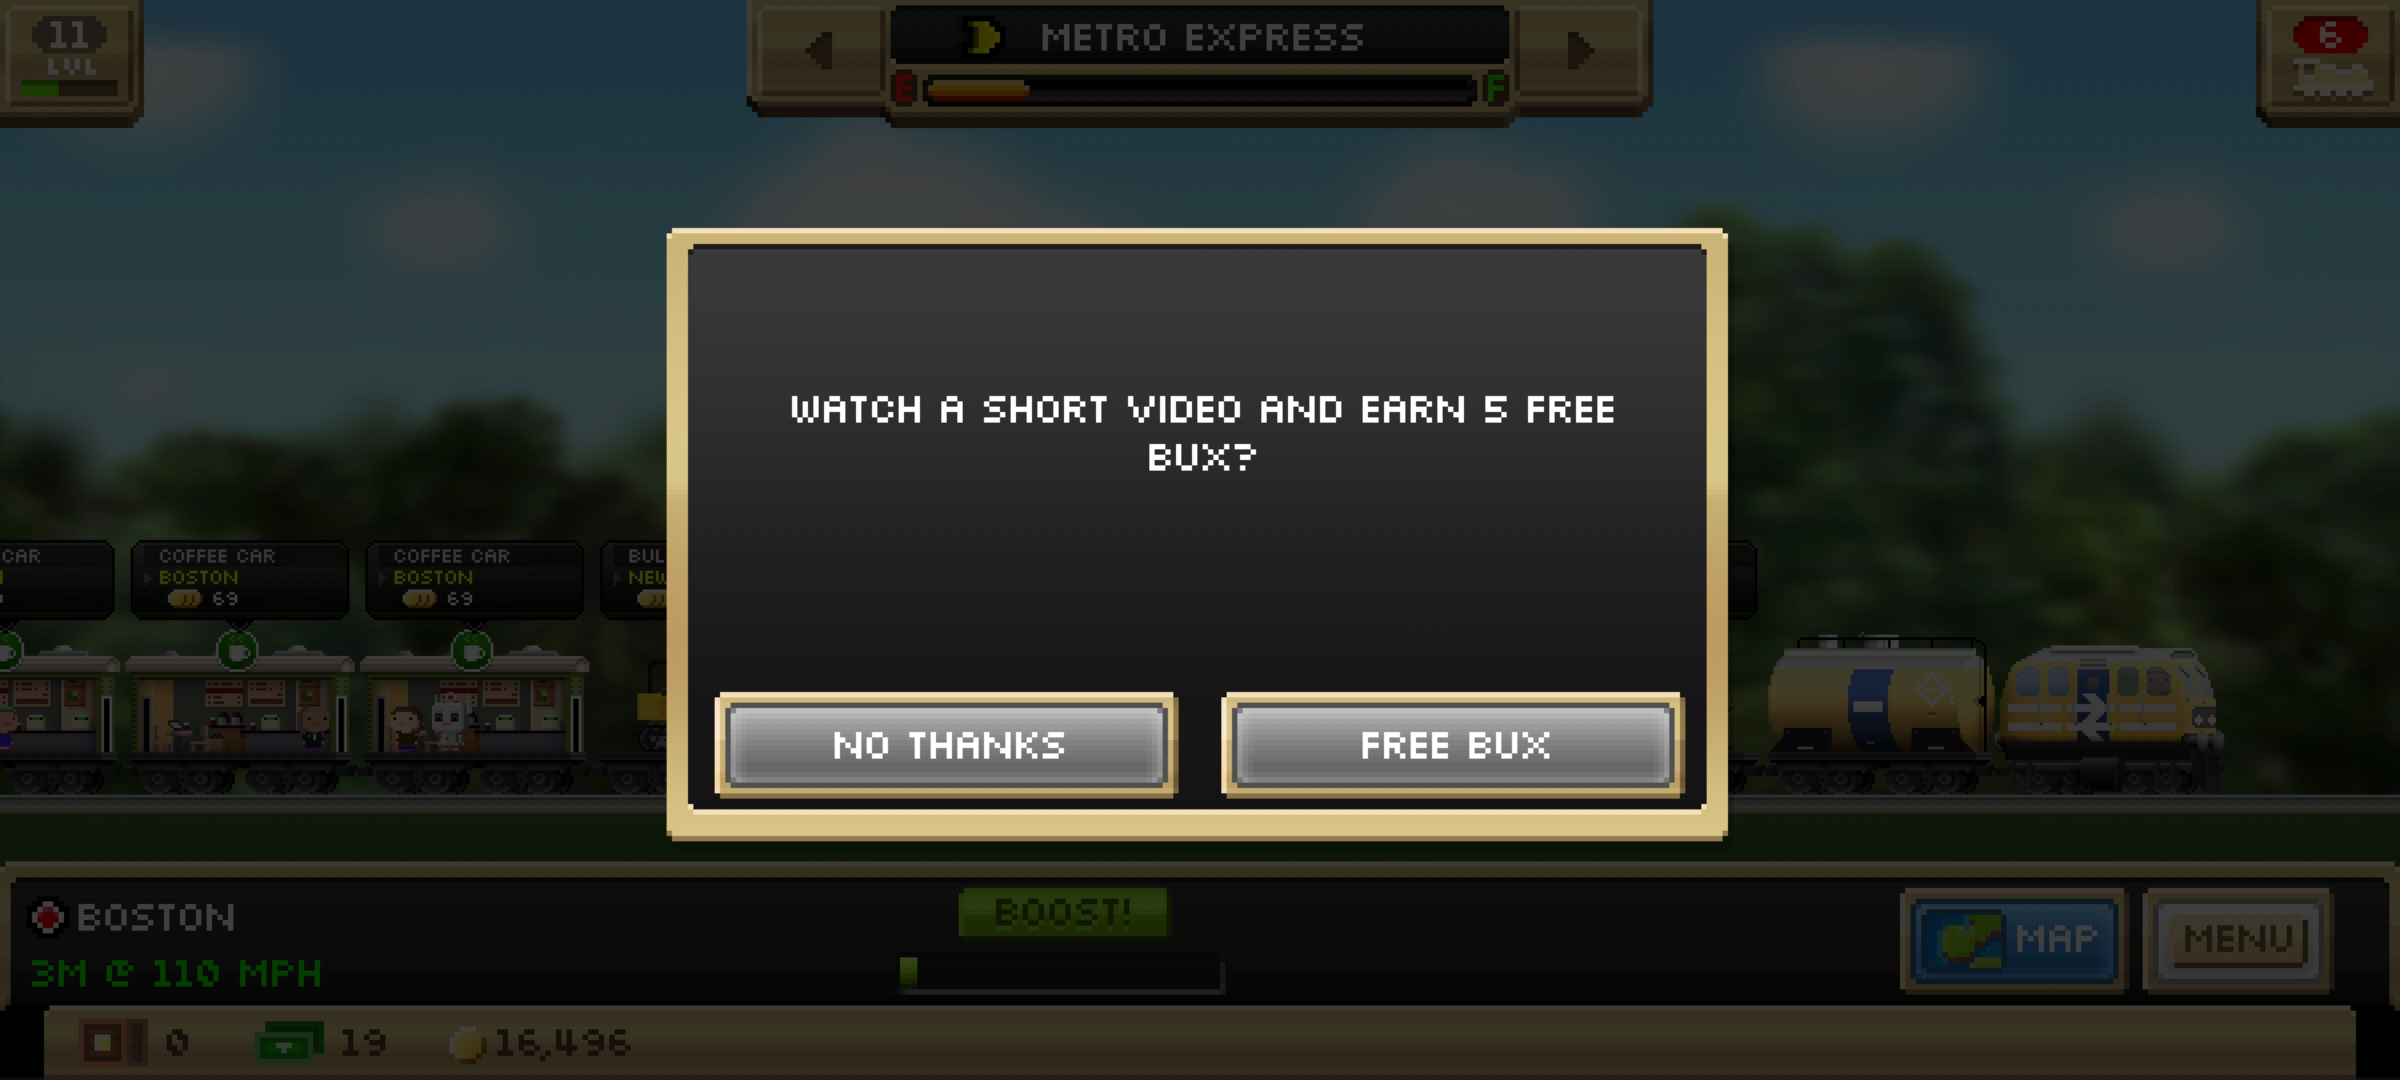 11
LVL
METRO EXPRESS
E
F
6
WATCH A SHORT VIDEO AND EARN 5 FREE
BUX?
NO THANKS
FREE BUX
CAR
COFFEE CAR
BOSTON
69
COFFEE CAR
BOSTON
69
BUL
NEW
BOSTON
3M @ 110 MPH
BOOST!
MAP
MENU
0
19
16,496